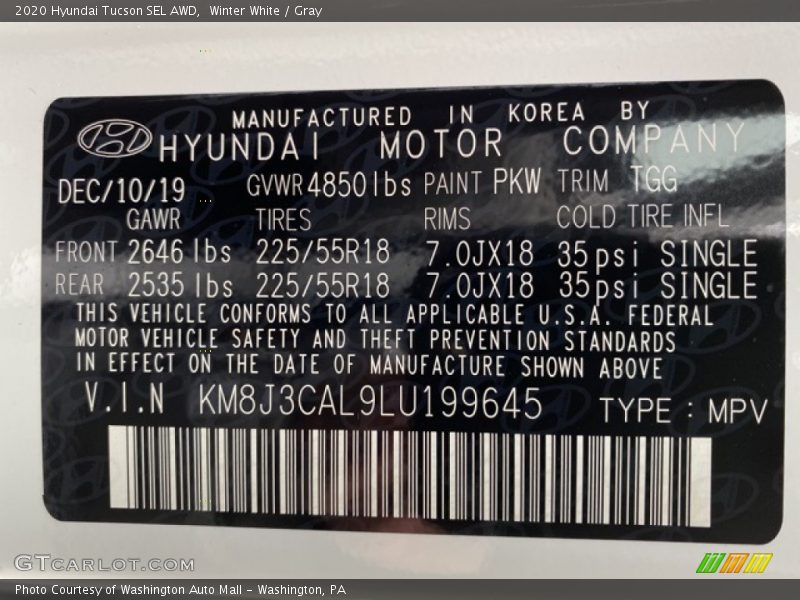 2020 Hyundai Tucson SEL AWD, Winter White / Gray
MANUFACTURED IN KOREA BY
HYUNDAI MOTOR COMPANY
DEC/10/19 GVWR 4850lbs PAINT PKW TRIM TGG
GAWR TIRES RIMS COLD TIRE INFL
FRONT 2646 lbs 225/55R18 7.0JX18 35psi SINGLE
REAR 2535 lbs 225/55R18 7.0JX18 35psi SINGLE
THIS VEHICLE CONFORMS TO ALL APPLICABLE U.S.A. FEDERAL
MOTOR VEHICLE SAFETY AND THEFT PREVENTION STANDARDS
IN EFFECT ON THE DATE OF MANUFACTURE SHOWN ABOVE
V.I.N KM8J3CAL9LU199645 TYPE : MPV
GTCARLOT.COM
Photo Courtesy of Washington Auto Mall - Washington, PA